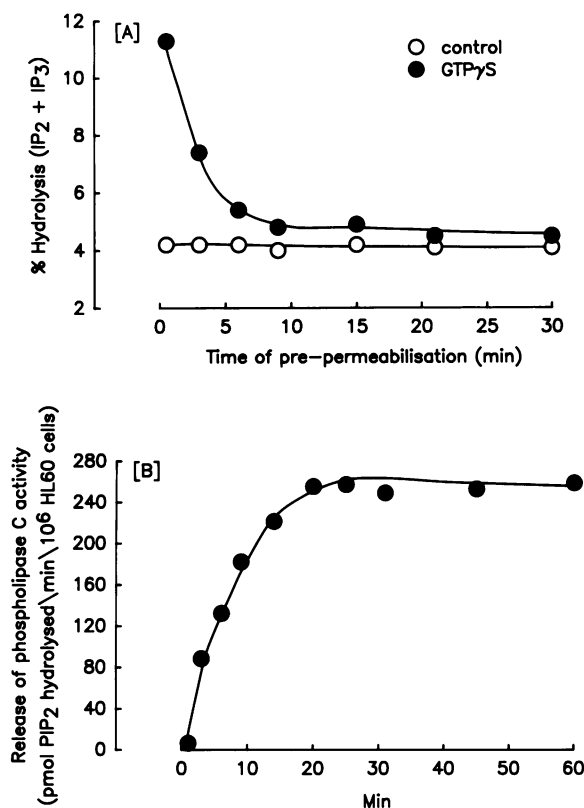 [A]
control
GTPγS
% Hydrolysis (IP2 + IP3)
12
10
8
6
4
2
0 5 10 15 20 25 30
Time of pre-permeabilisation (min)
[B]
Release of phospholipase C activity
(pmol PIP2 hydrolysed\min\10⁶ HL60 cells)
280
240
200
160
120
80
40
0
0 10 20 30 40 50 60
Min